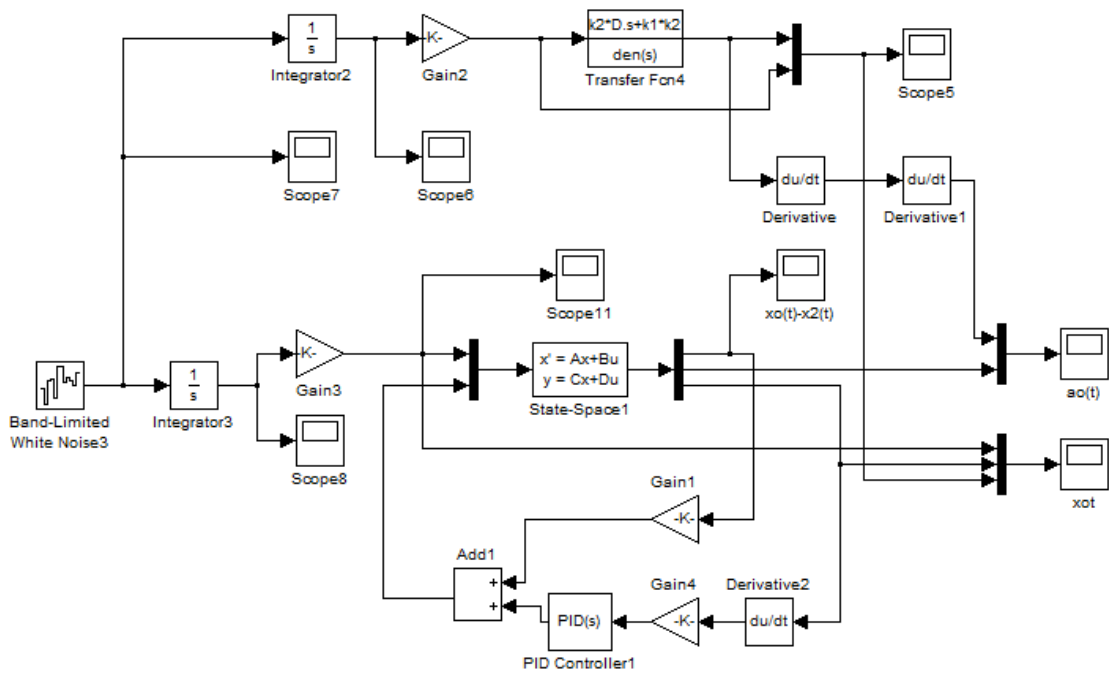 1
s
Integrator2
K-
Gain2
k2*D.s+k1*k2
den(s)
Transfer Fcn4
Scope5
Scope7
Scope6
du/dt
Derivative
du/dt
Derivative1
Scope11
xo(t)-x2(t)
Band-Limited
White Noise3
1
s
Integrator3
K-
Gain3
Scope8
x' = Ax+Bu
y = Cx+Du
State-Space1
ao(t)
xot
Gain1
-K-
Add1
+
+
PID(s)
PID Controller1
Gain4
-K-
Derivative2
du/dt